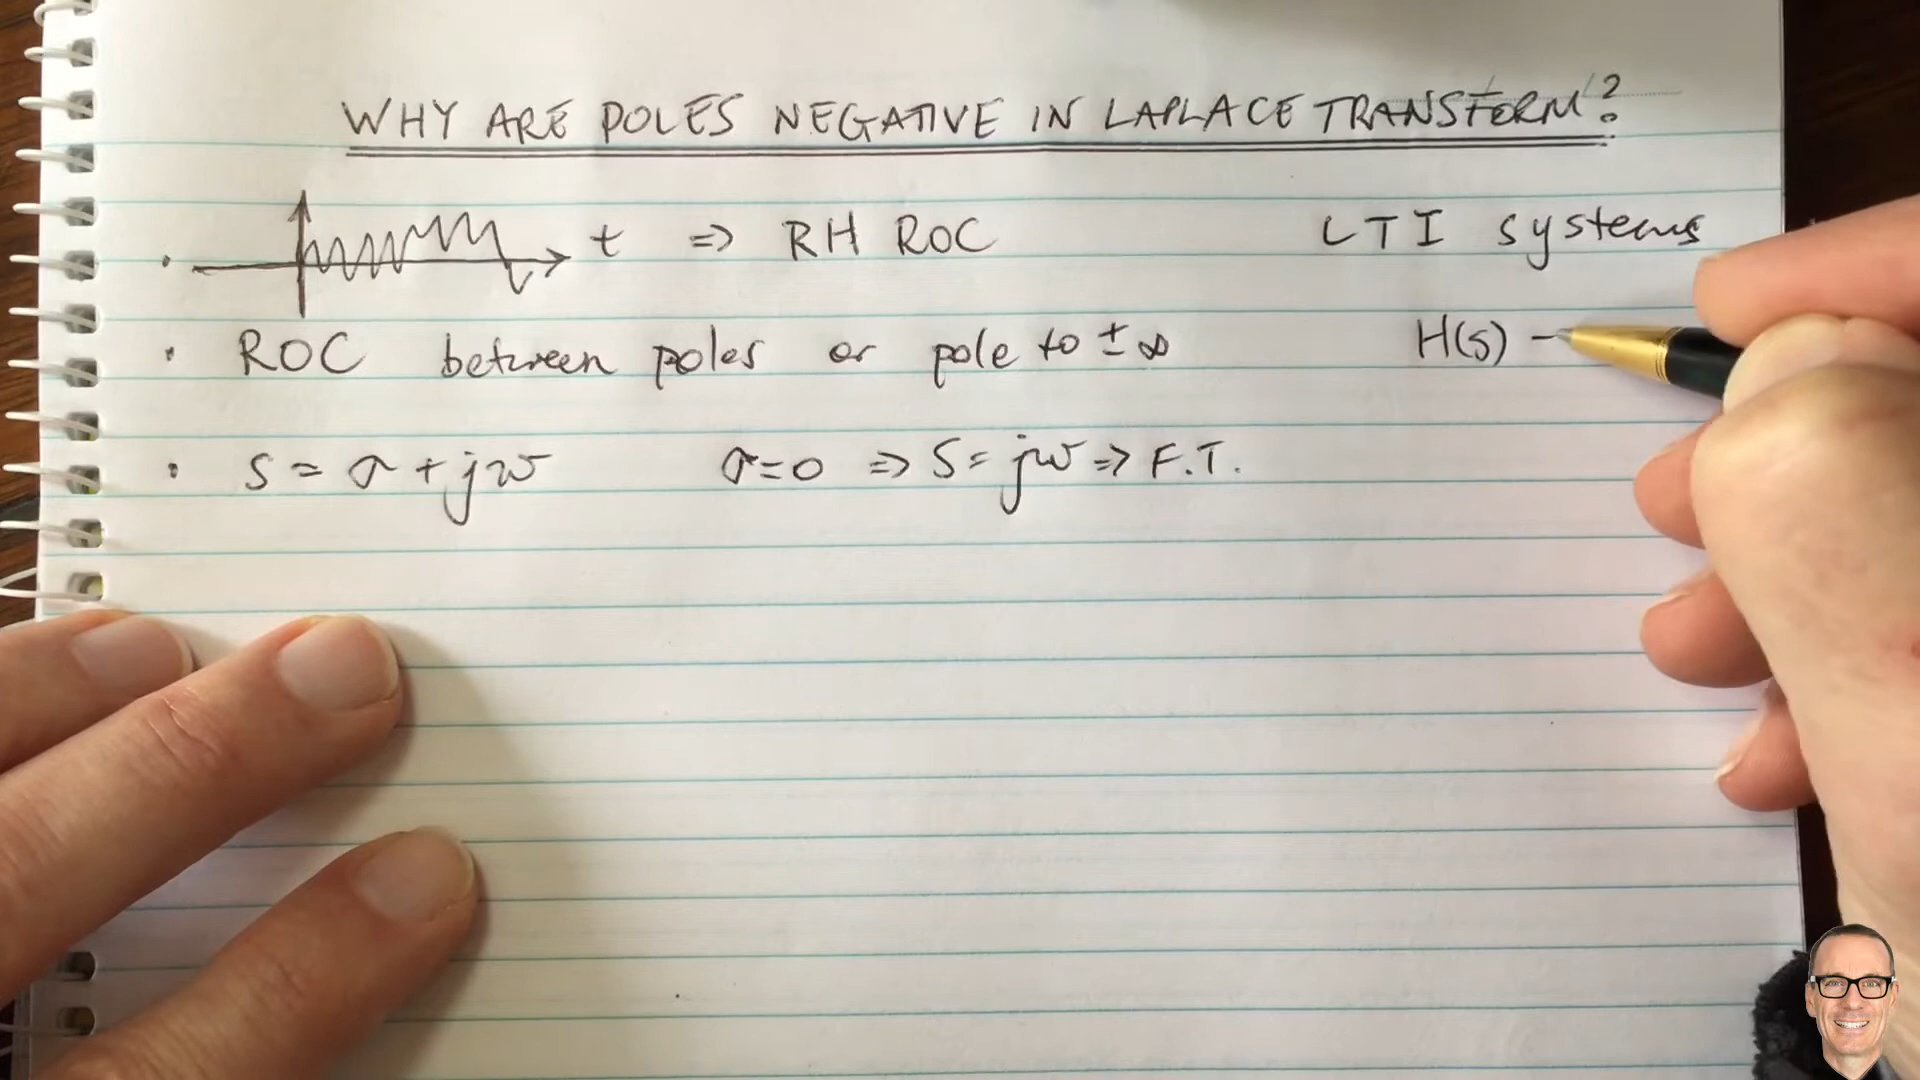 WHY ARE POLES NEGATIVE IN LAPLACE TRANSFORM?
• t => RH ROC
LTI systems
• ROC between poles or pole to ± ∞
H(s) –
• s = σ + jω σ=0 => S = jω => F.T.